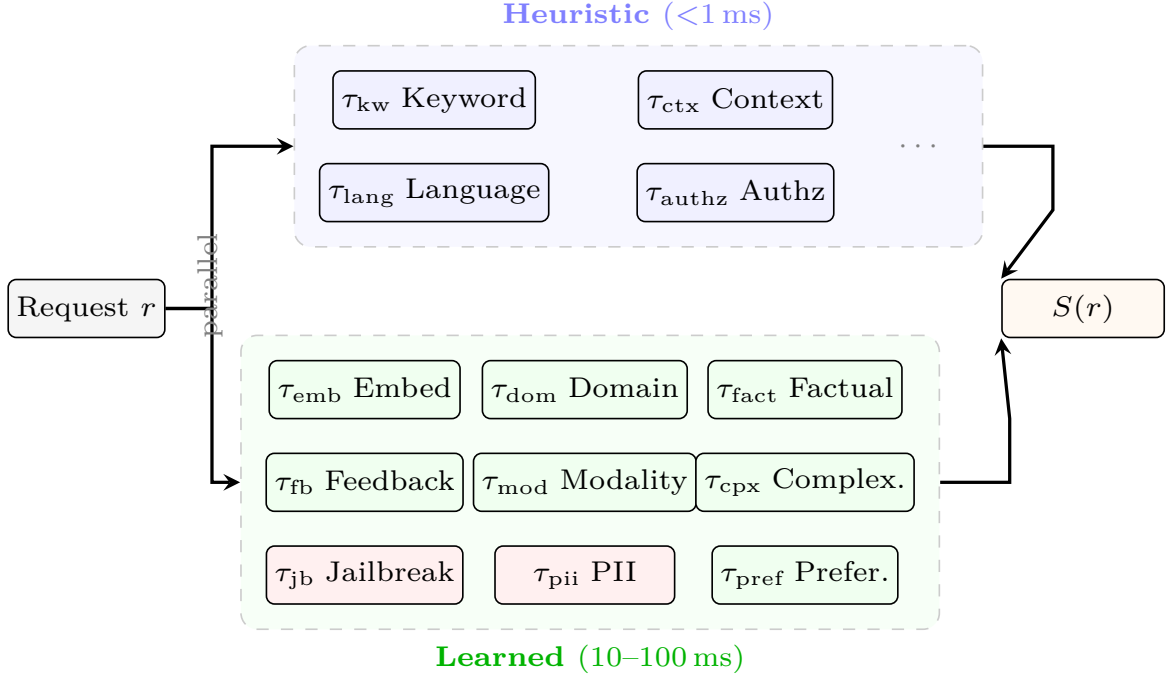 Heuristic (<1 ms)
τkw Keyword
τctx Context
τlang Language
τauthz Authz
···
parallel
Request r
S(r)
τemb Embed
τdom Domain
τfact Factual
τfb Feedback
τmod Modality
τcpx Complex.
τjb Jailbreak
τpii PII
τpref Prefer.
Learned (10–100 ms)